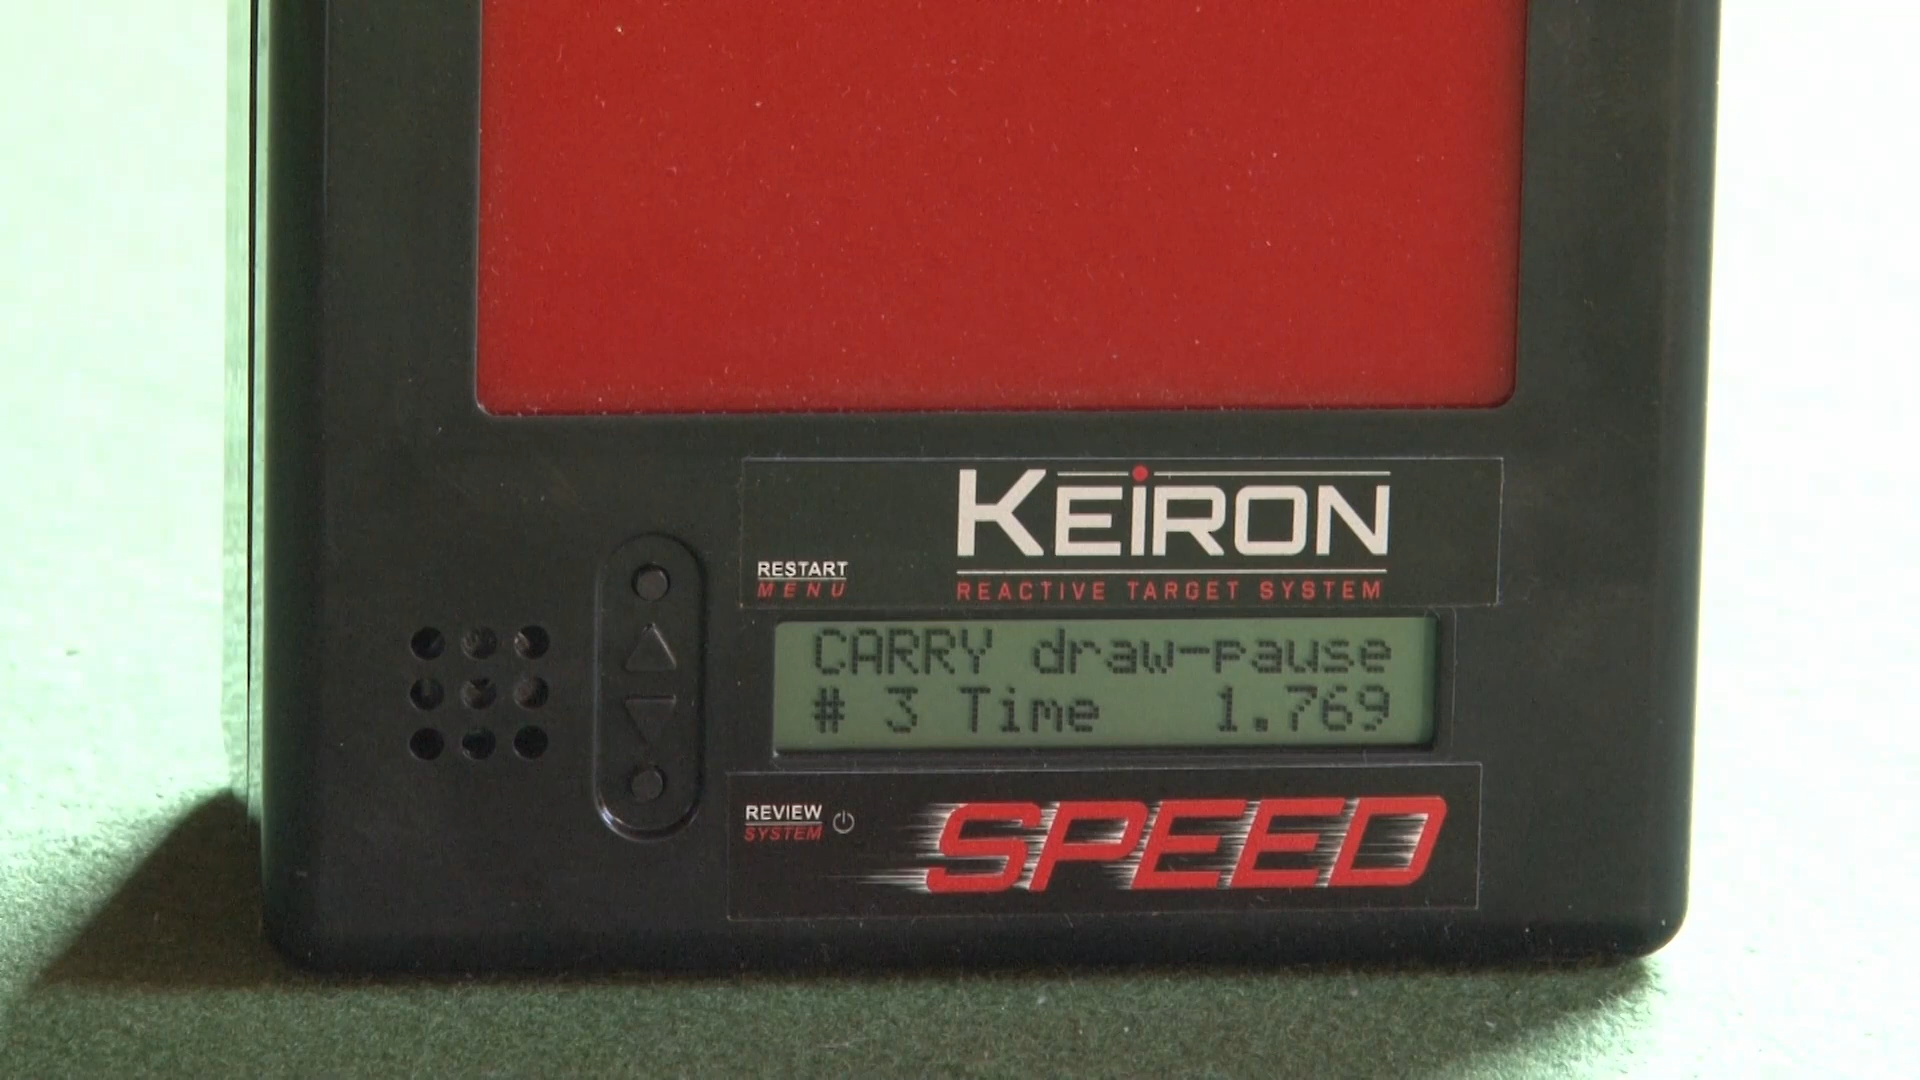 KEIRON
RESTART
MENU
REACTIVE TARGET SYSTEM
CARRY draw-pause
# 3 Time 1.769
REVIEW
SYSTEM
SPEED